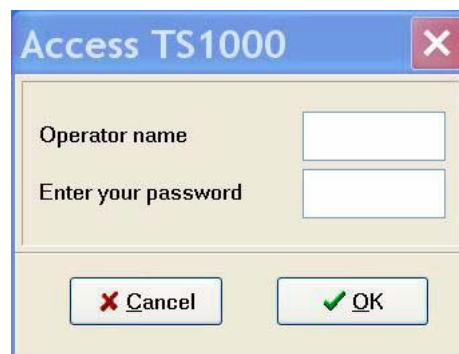 Access TS1000
Operator name
Enter your password
Cancel
OK